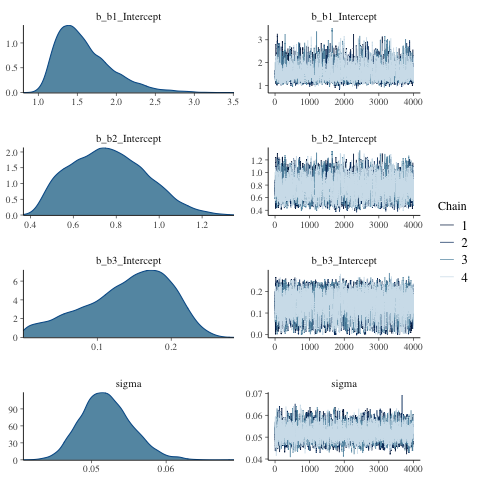 b_b1_Intercept
1.0
0.5
0.0
1.0 1.5 2.0 2.5 3.0 3.5
b_b1_Intercept
3
2
1
0 1000 2000 3000 4000
b_b2_Intercept
2.0
1.5
1.0
0.5
0.0
0.4 0.6 0.8 1.0 1.2
b_b2_Intercept
1.2
1.0
0.8
0.6
0.4
0 1000 2000 3000 4000
b_b3_Intercept
6
4
2
0
0.1 0.2
b_b3_Intercept
0.2
0.1
0.0
0 1000 2000 3000 4000
sigma
90
60
30
0
0.05 0.06
sigma
0.07
0.06
0.05
0.04
0 1000 2000 3000 4000
Chain
1
2
3
4